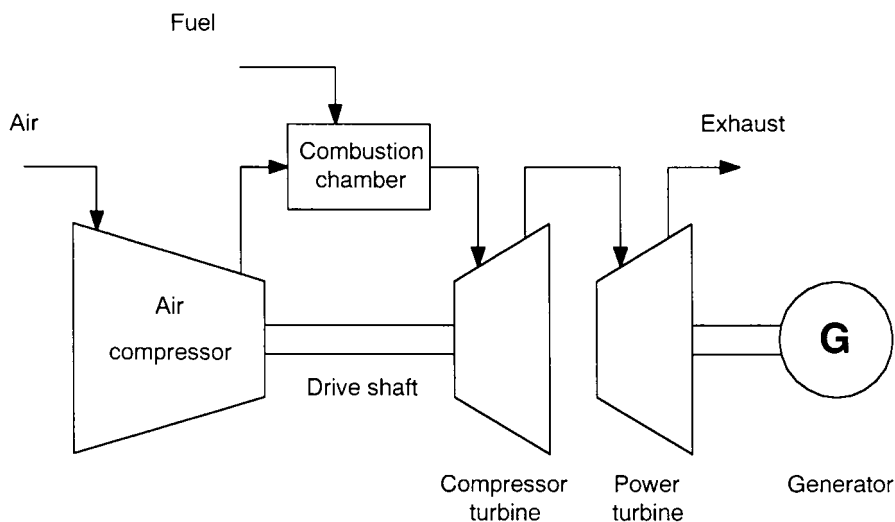 Fuel
Air
Combustion
chamber
Exhaust
Air
compressor
G
Drive shaft
Compressor
turbine
Power
turbine
Generator